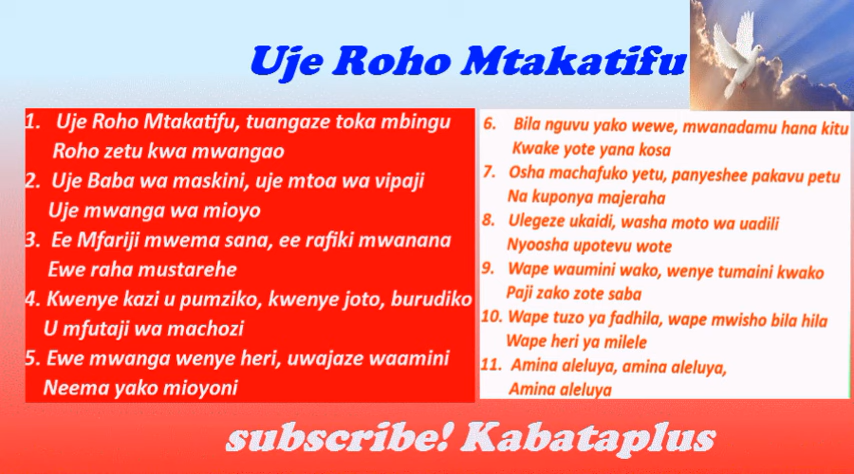 Uje Roho Mtakatifu
1. Uje Roho Mtakatifu, tuangaze toka mbingu
Roho zetu kwa mwangao
2. Uje Baba wa maskini, uje mtoa wa vipaji
Uje mwanga wa mioyo
3. Ee Mfariji mwema sana, ee rafiki mwanana
Ewe raha mustarehe
4. Kwenye kazi u pumziko, kwenye joto, burudiko
U mfutaji wa machozi
5. Ewe mwanga wenye heri, uwajaze waamini
Neema yako mioyoni
6. Bila nguvu yako wewe, mwanadamu hana kitu
Kwake yote yana kosa
7. Osha machafuko yetu, panyeshee pakavu petu
Na kuponya majeraha
8. Ulegeze ukaidi, washa moto wa uadili
Nyoosha upotevu wote
9. Wape waumini wako, wenye tumaini kwako
Paji zako zote saba
10. Wape tuzo ya fadhila, wape mwisho bila hila
Wape heri ya milele
11. Amina aleluya, amina aleluya,
Amina aleluya
subscribe! Kabataplus